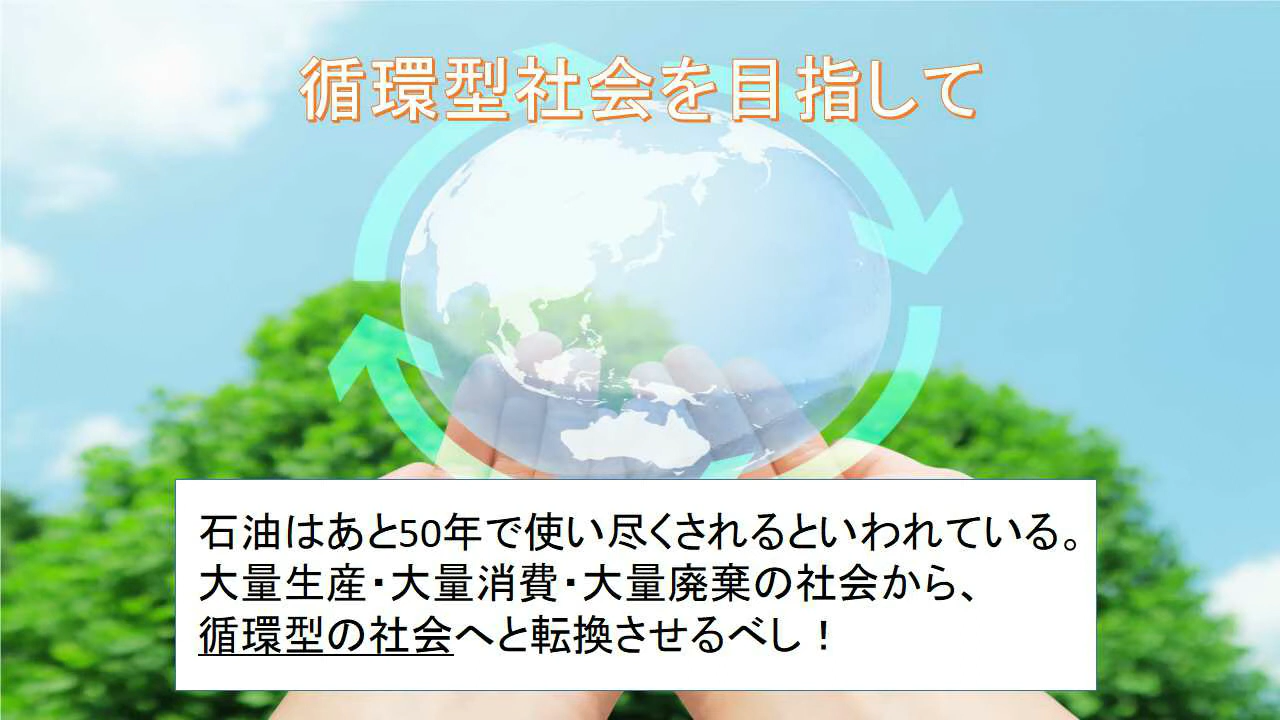 循環型社会を目指して
石油はあと50年で使い尽くされるといわれている。
大量生産・大量消費・大量廃棄の社会から、
循環型の社会へと転換させるべし！